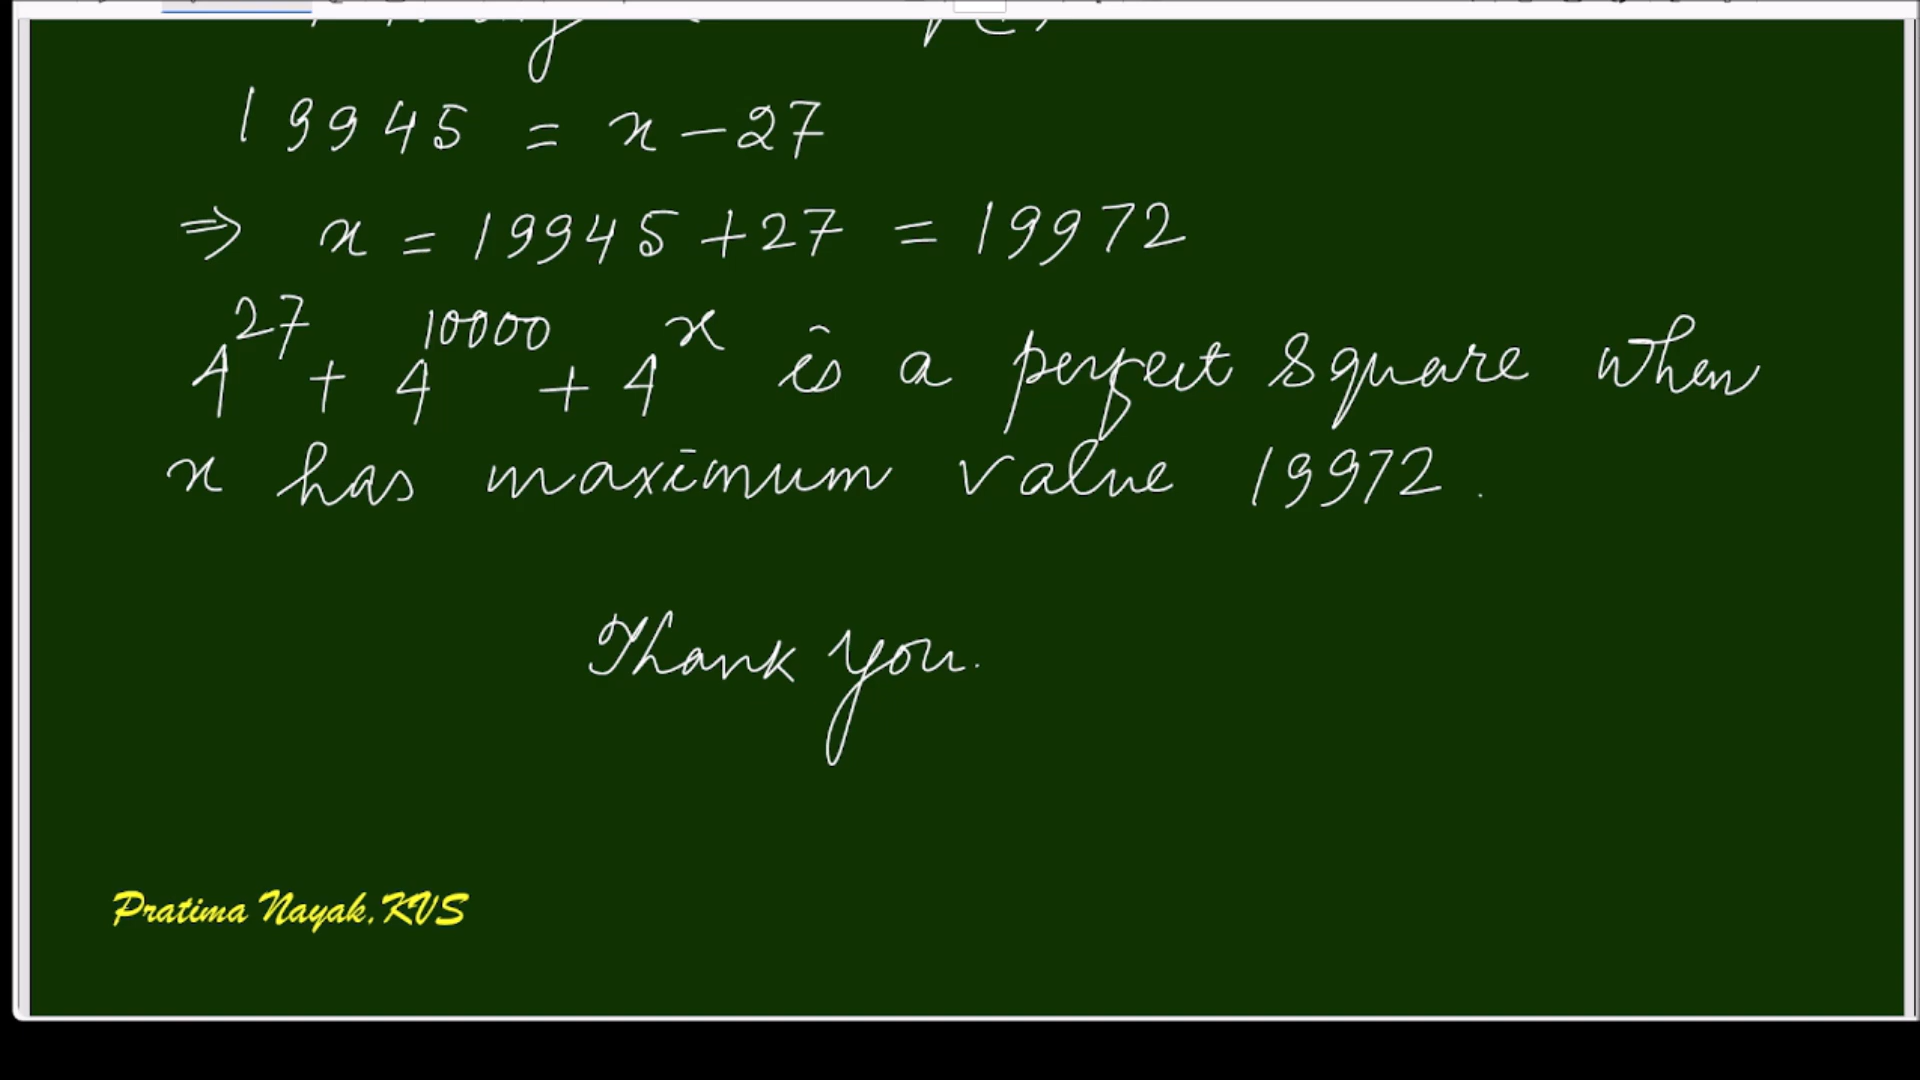 19945 = x - 27
⇒ x = 19945 + 27 = 19972
4^27 + 4^10000 + 4^x is a perfect square when
x has maximum value 19972.
Thank you.
Pratima Nayak, KVS